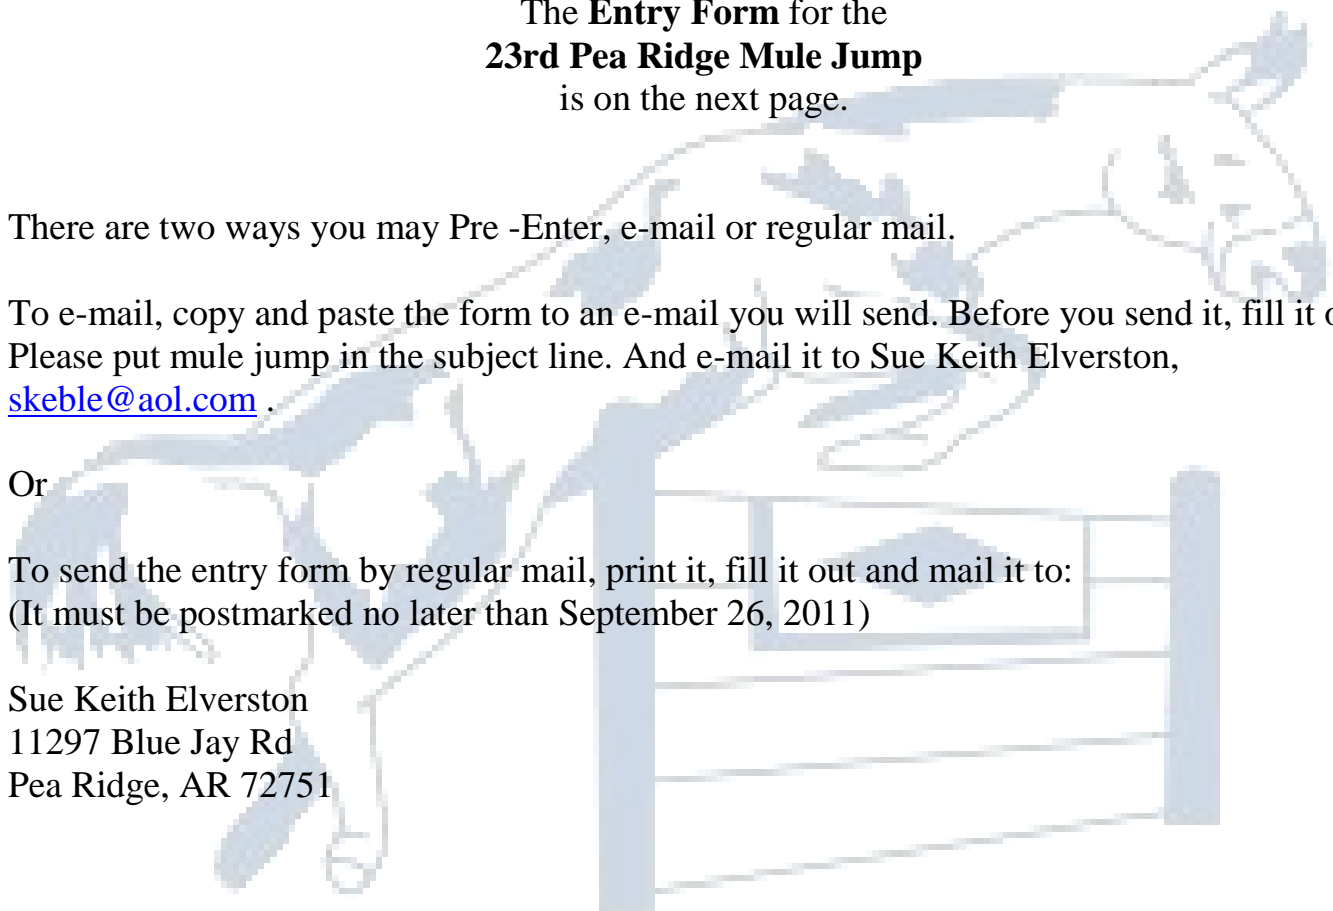 The Entry Form for the
23rd Pea Ridge Mule Jump
is on the next page.
There are two ways you may Pre -Enter, e-mail or regular mail.
To e-mail, copy and paste the form to an e-mail you will send. Before you send it, fill it
Please put mule jump in the subject line. And e-mail it to Sue Keith Elverston,
skeble@aol.com .
Or
To send the entry form by regular mail, print it, fill it out and mail it to:
(It must be postmarked no later than September 26, 2011)
Sue Keith Elverston
11297 Blue Jay Rd
Pea Ridge, AR 72751